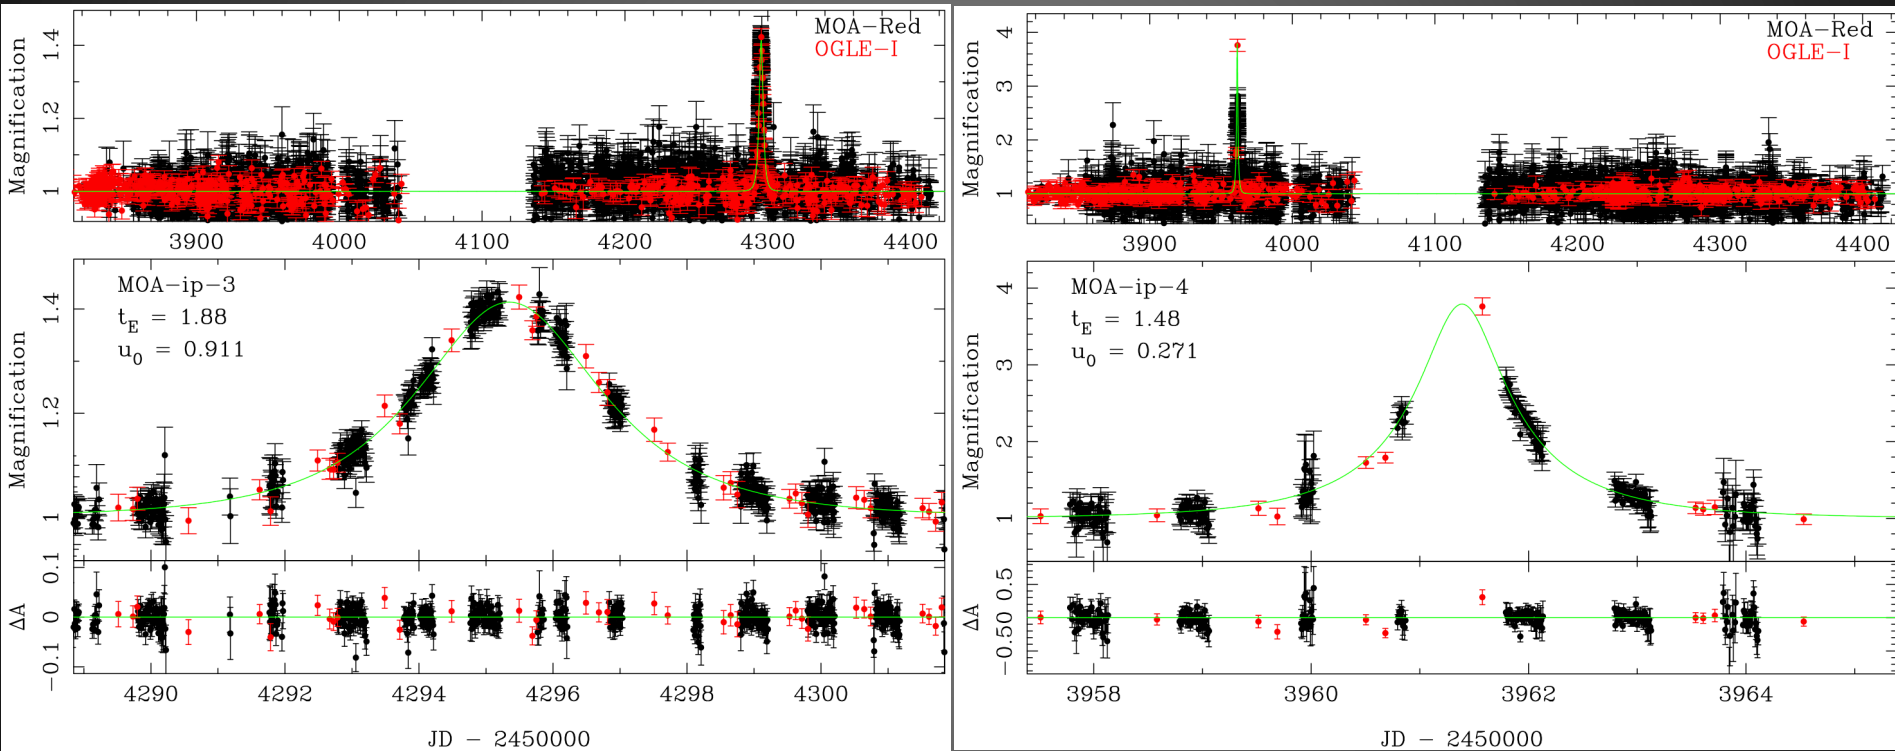 MOA-Red
OGLE-I
Magnification
1 1.2 1.4
3900 4000 4100 4200 4300 4400
MOA-ip-3
t_E = 1.88
u_0 = 0.911
Magnification
1 1.2 1.4
ΔA
-0.1 0 0.1
4290 4292 4294 4296 4298 4300
JD - 2450000
MOA-Red
OGLE-I
Magnification
1 2 3 4
3900 4000 4100 4200 4300 4400
MOA-ip-4
t_E = 1.48
u_0 = 0.271
Magnification
1 2 3 4
ΔA
-0.50 0.5
3958 3960 3962 3964
JD - 2450000